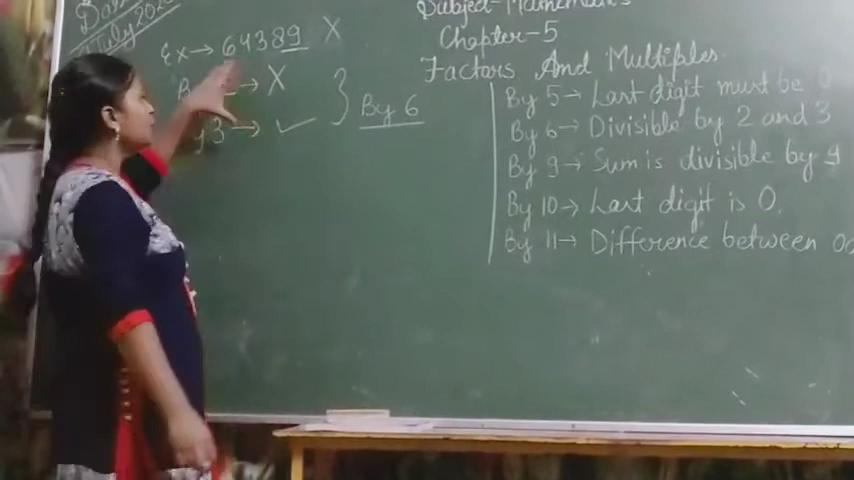 July 2020
Ex→ 64389 X
→ X
3→ ✓
} By 6
Subject-Mathematics
Chapter-5
Factors And Multiples
By 5→ Last digit must be 0
By 6→ Divisible by 2 and 3
By 9→ Sum is divisible by 9
By 10→ Last digit is 0.
By 11→ Difference between